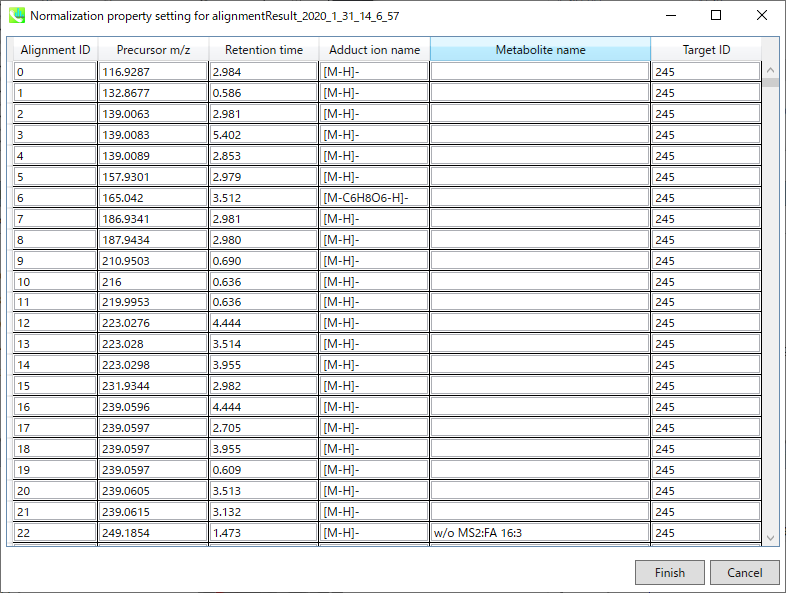 Normalization property setting for alignmentResult_2020_1_31_14_6_57
Alignment ID Precursor m/z Retention time Adduct ion name Metabolite name Target ID
0 116.9287 2.984 [M-H]- 245
1 132.8677 0.586 [M-H]- 245
2 139.0063 2.981 [M-H]- 245
3 139.0083 5.402 [M-H]- 245
4 139.0089 2.853 [M-H]- 245
5 157.9301 2.979 [M-H]- 245
6 165.042 3.512 [M-C6H8O6-H]- 245
7 186.9341 2.981 [M-H]- 245
8 187.9434 2.980 [M-H]- 245
9 210.9503 0.690 [M-H]- 245
10 216 0.636 [M-H]- 245
11 219.9953 0.636 [M-H]- 245
12 223.0276 4.444 [M-H]- 245
13 223.028 3.514 [M-H]- 245
14 223.0298 3.955 [M-H]- 245
15 231.9344 2.982 [M-H]- 245
16 239.0596 4.444 [M-H]- 245
17 239.0597 2.705 [M-H]- 245
18 239.0597 3.955 [M-H]- 245
19 239.0597 0.609 [M-H]- 245
20 239.0605 3.513 [M-H]- 245
21 239.0615 3.132 [M-H]- 245
22 249.1854 1.473 [M-H]- w/o MS2:FA 16:3 245
Finish Cancel